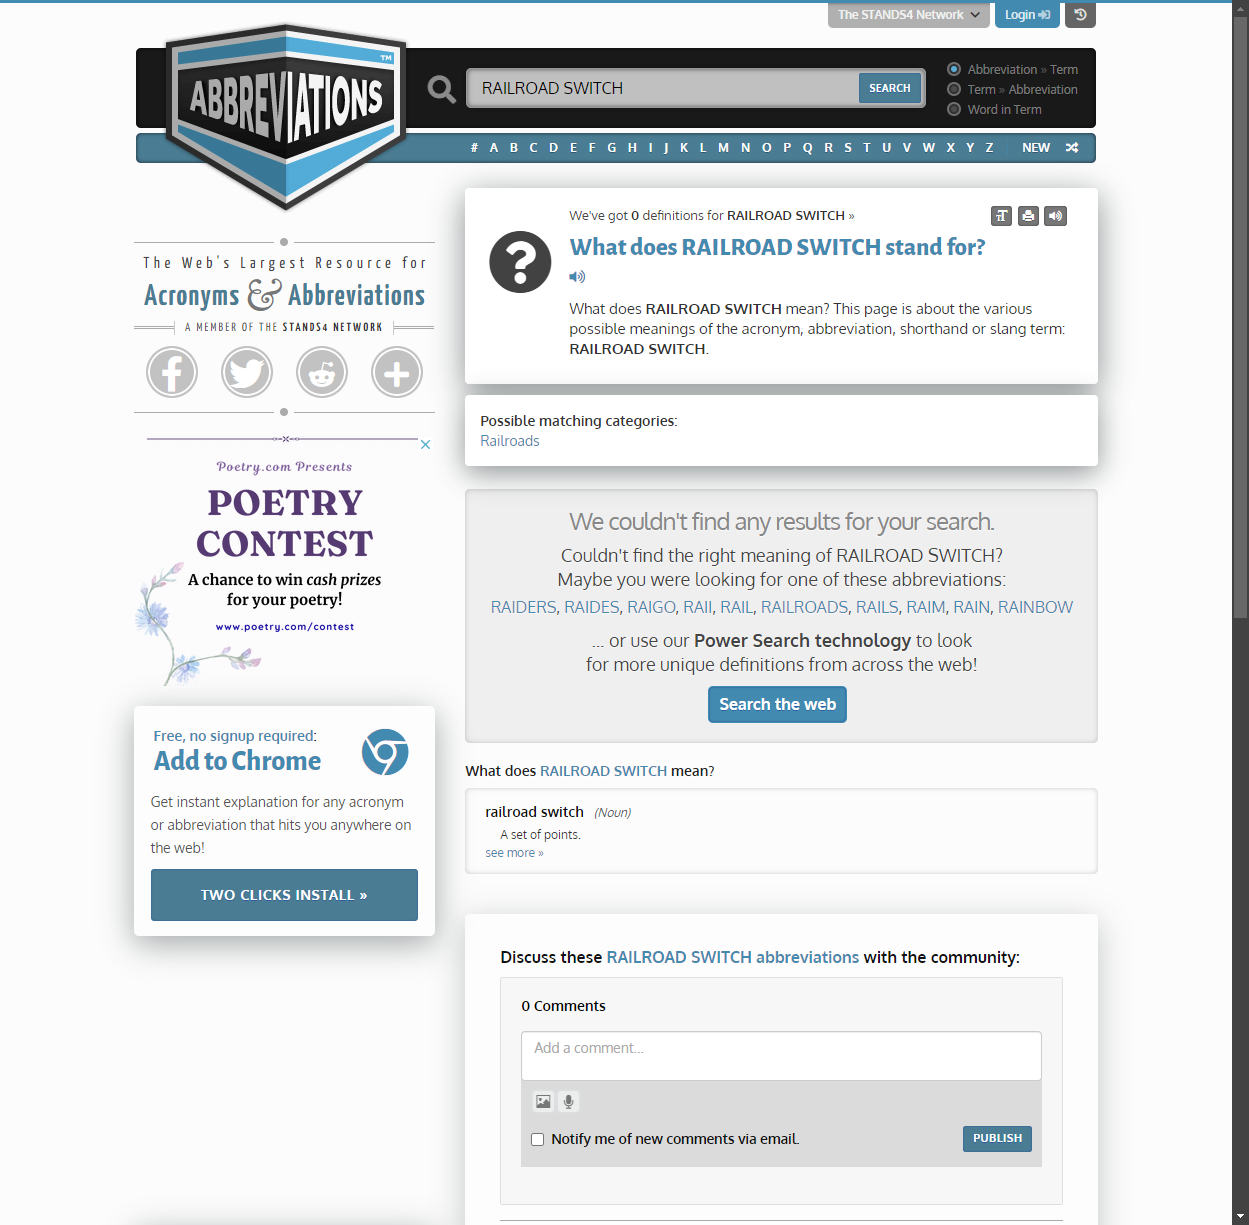 The STANDS4 Network
Login
ABBREVIATIONS
TM
RAILROAD SWITCH
SEARCH
Abbreviation » Term
Term » Abbreviation
Word in Term
# A B C D E F G H I J K L M N O P Q R S T U V W X Y Z NEW
The Web's Largest Resource for
Acronyms & Abbreviations
A MEMBER OF THE STANDS4 NETWORK
Poetry.com Presents
POETRY
CONTEST
A chance to win cash prizes
for your poetry!
www.poetry.com/contest
Free, no signup required:
Add to Chrome
Get instant explanation for any acronym
or abbreviation that hits you anywhere on
the web!
TWO CLICKS INSTALL »
We've got 0 definitions for RAILROAD SWITCH »
What does RAILROAD SWITCH stand for?
What does RAILROAD SWITCH mean? This page is about the various
possible meanings of the acronym, abbreviation, shorthand or slang term:
RAILROAD SWITCH.
Possible matching categories:
Railroads
We couldn't find any results for your search.
Couldn't find the right meaning of RAILROAD SWITCH?
Maybe you were looking for one of these abbreviations:
RAIDERS, RAIDES, RAIGO, RAII, RAIL, RAILROADS, RAILS, RAIM, RAIN, RAINBOW
... or use our Power Search technology to look
for more unique definitions from across the web!
Search the web
What does RAILROAD SWITCH mean?
railroad switch (Noun)
A set of points.
see more »
Discuss these RAILROAD SWITCH abbreviations with the community:
0 Comments
Add a comment...
Notify me of new comments via email.
PUBLISH